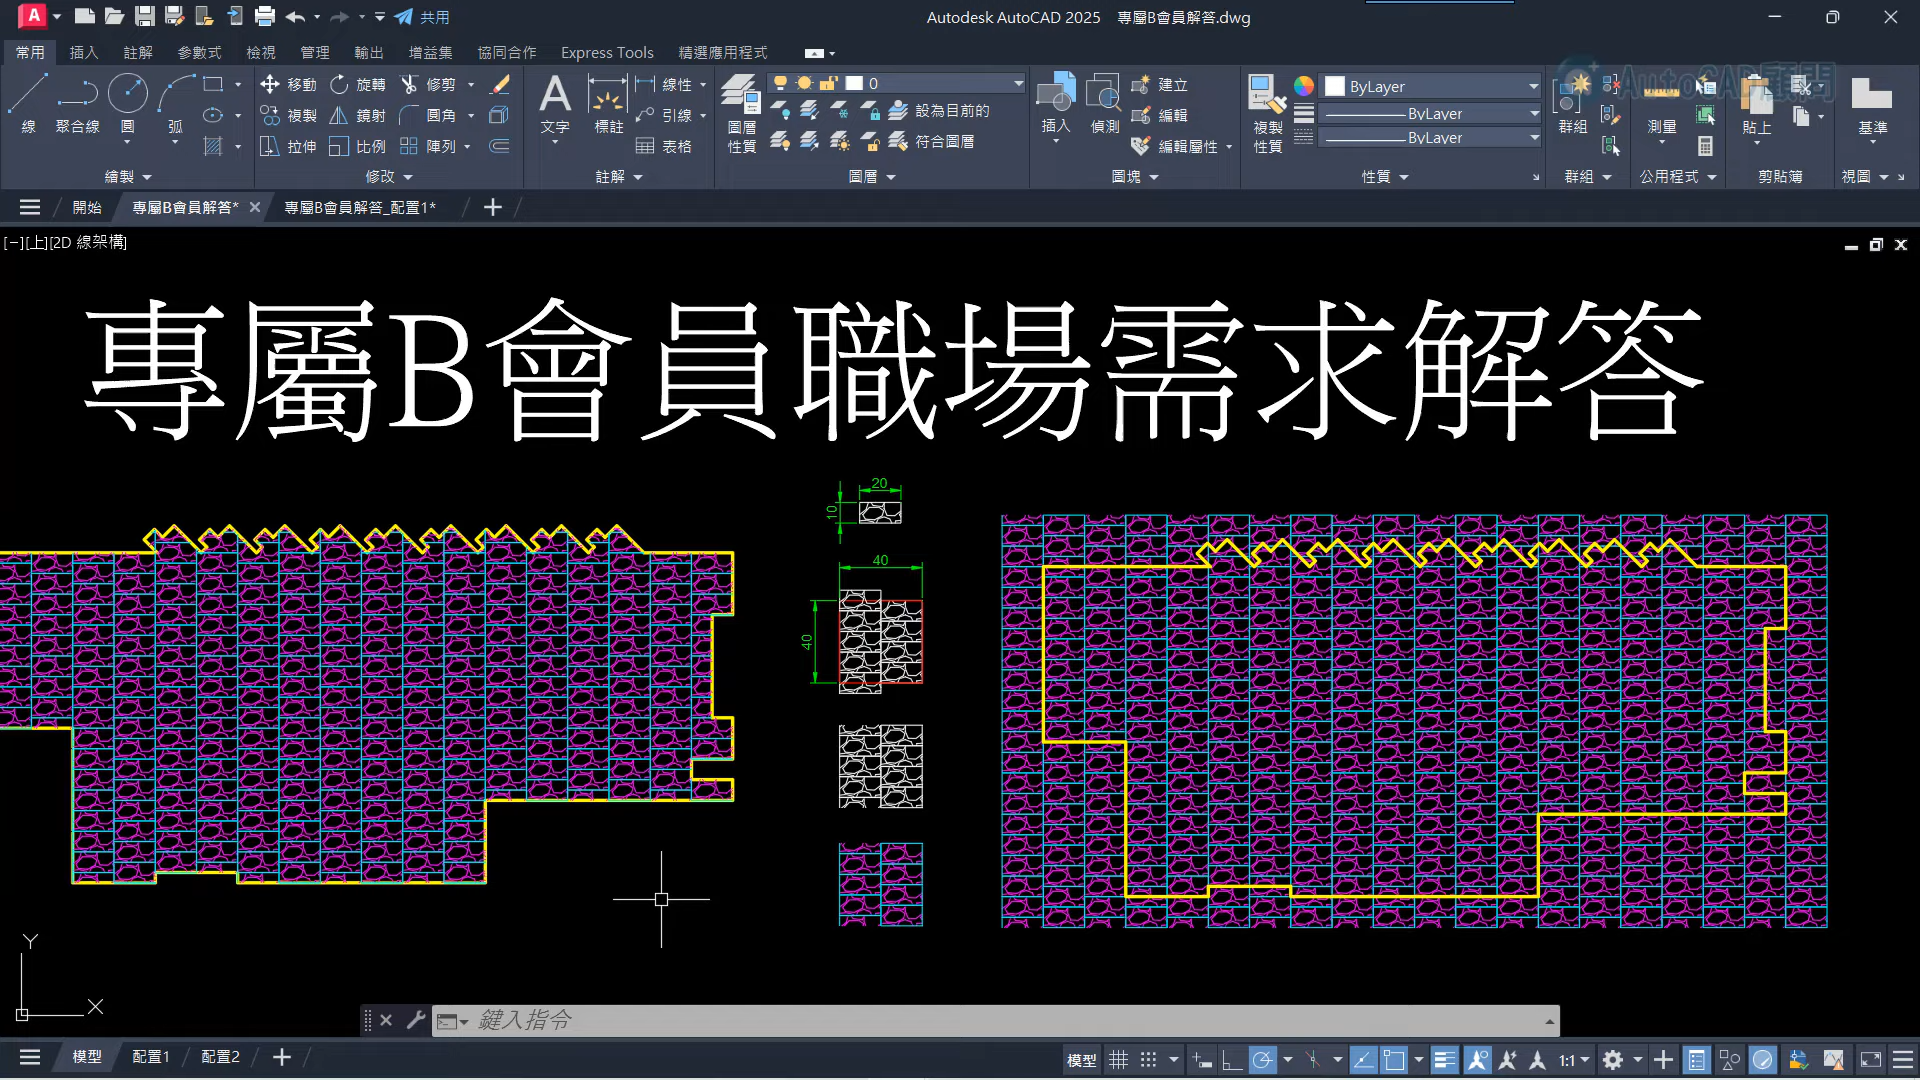 A 共用 Autodesk AutoCAD 2025 專屬B會員解答.dwg
常用 插入 註解 參數式 檢視 管理 輸出 增益集 協同合作 Express Tools 精選應用程式
AutoCAD顧問
線 聚合線 圓 弧
移動 旋轉 修剪
複製 鏡射 圓角
拉伸 比例 陣列
A 文字 標註
線性
引線
表格
圖層
性質
0
設為目前的
符合圖層
插入 偵測
建立
編輯
編輯屬性
複製
性質
ByLayer
ByLayer
ByLayer
群組 測量 貼上 基準
繪製 修改 註解 圖層 圖塊 性質 群組 公用程式 剪貼簿 視圖
開始 專屬B會員解答* 專屬B會員解答_配置1*
[−][上][2D 線架構]
專屬B會員職場需求解答
20
10
40
40
Y
X
鍵入指令
模型 配置1 配置2
模型 1:1